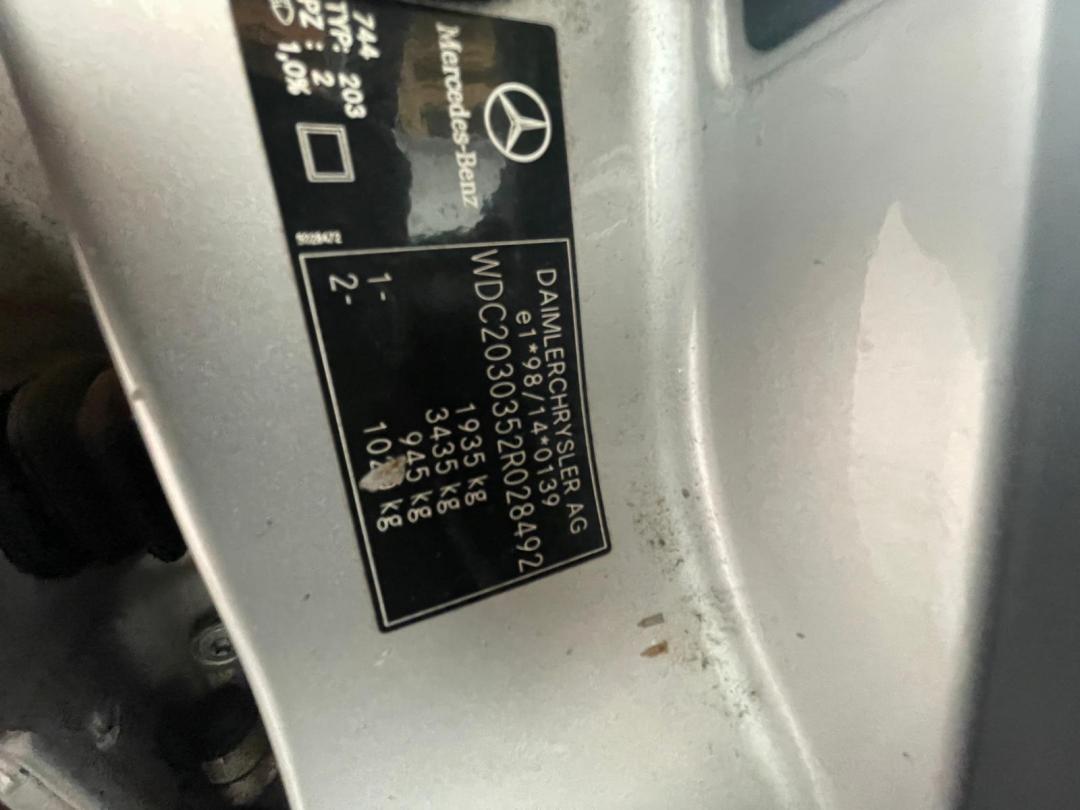 Mercedes-Benz
744
TYP: 203
PZ : 2
1,0K
DAIMLERCHRYSLER AG
e1*98/14*0139
WDC2030352R028492
1935 kg
3435 kg
1- 945 kg
2- kg